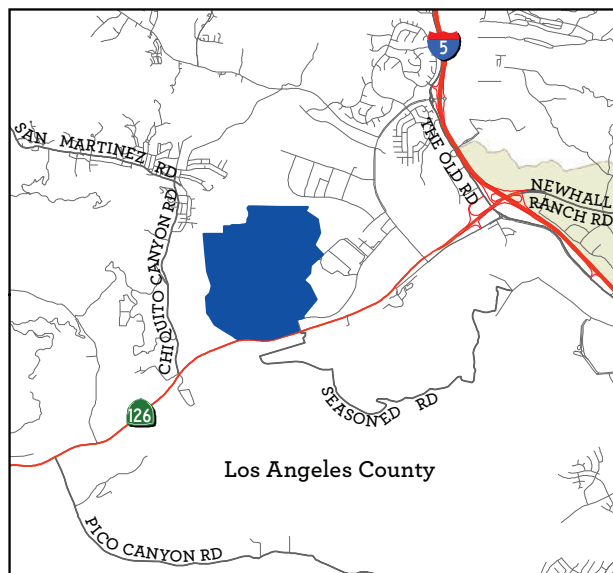 5
SAN MARTINEZ RD
THE OLD RD
NEWHALL
RANCH RD
CHIQUITO CANYON RD
126
SEASONED RD
Los Angeles County
PICO CANYON RD